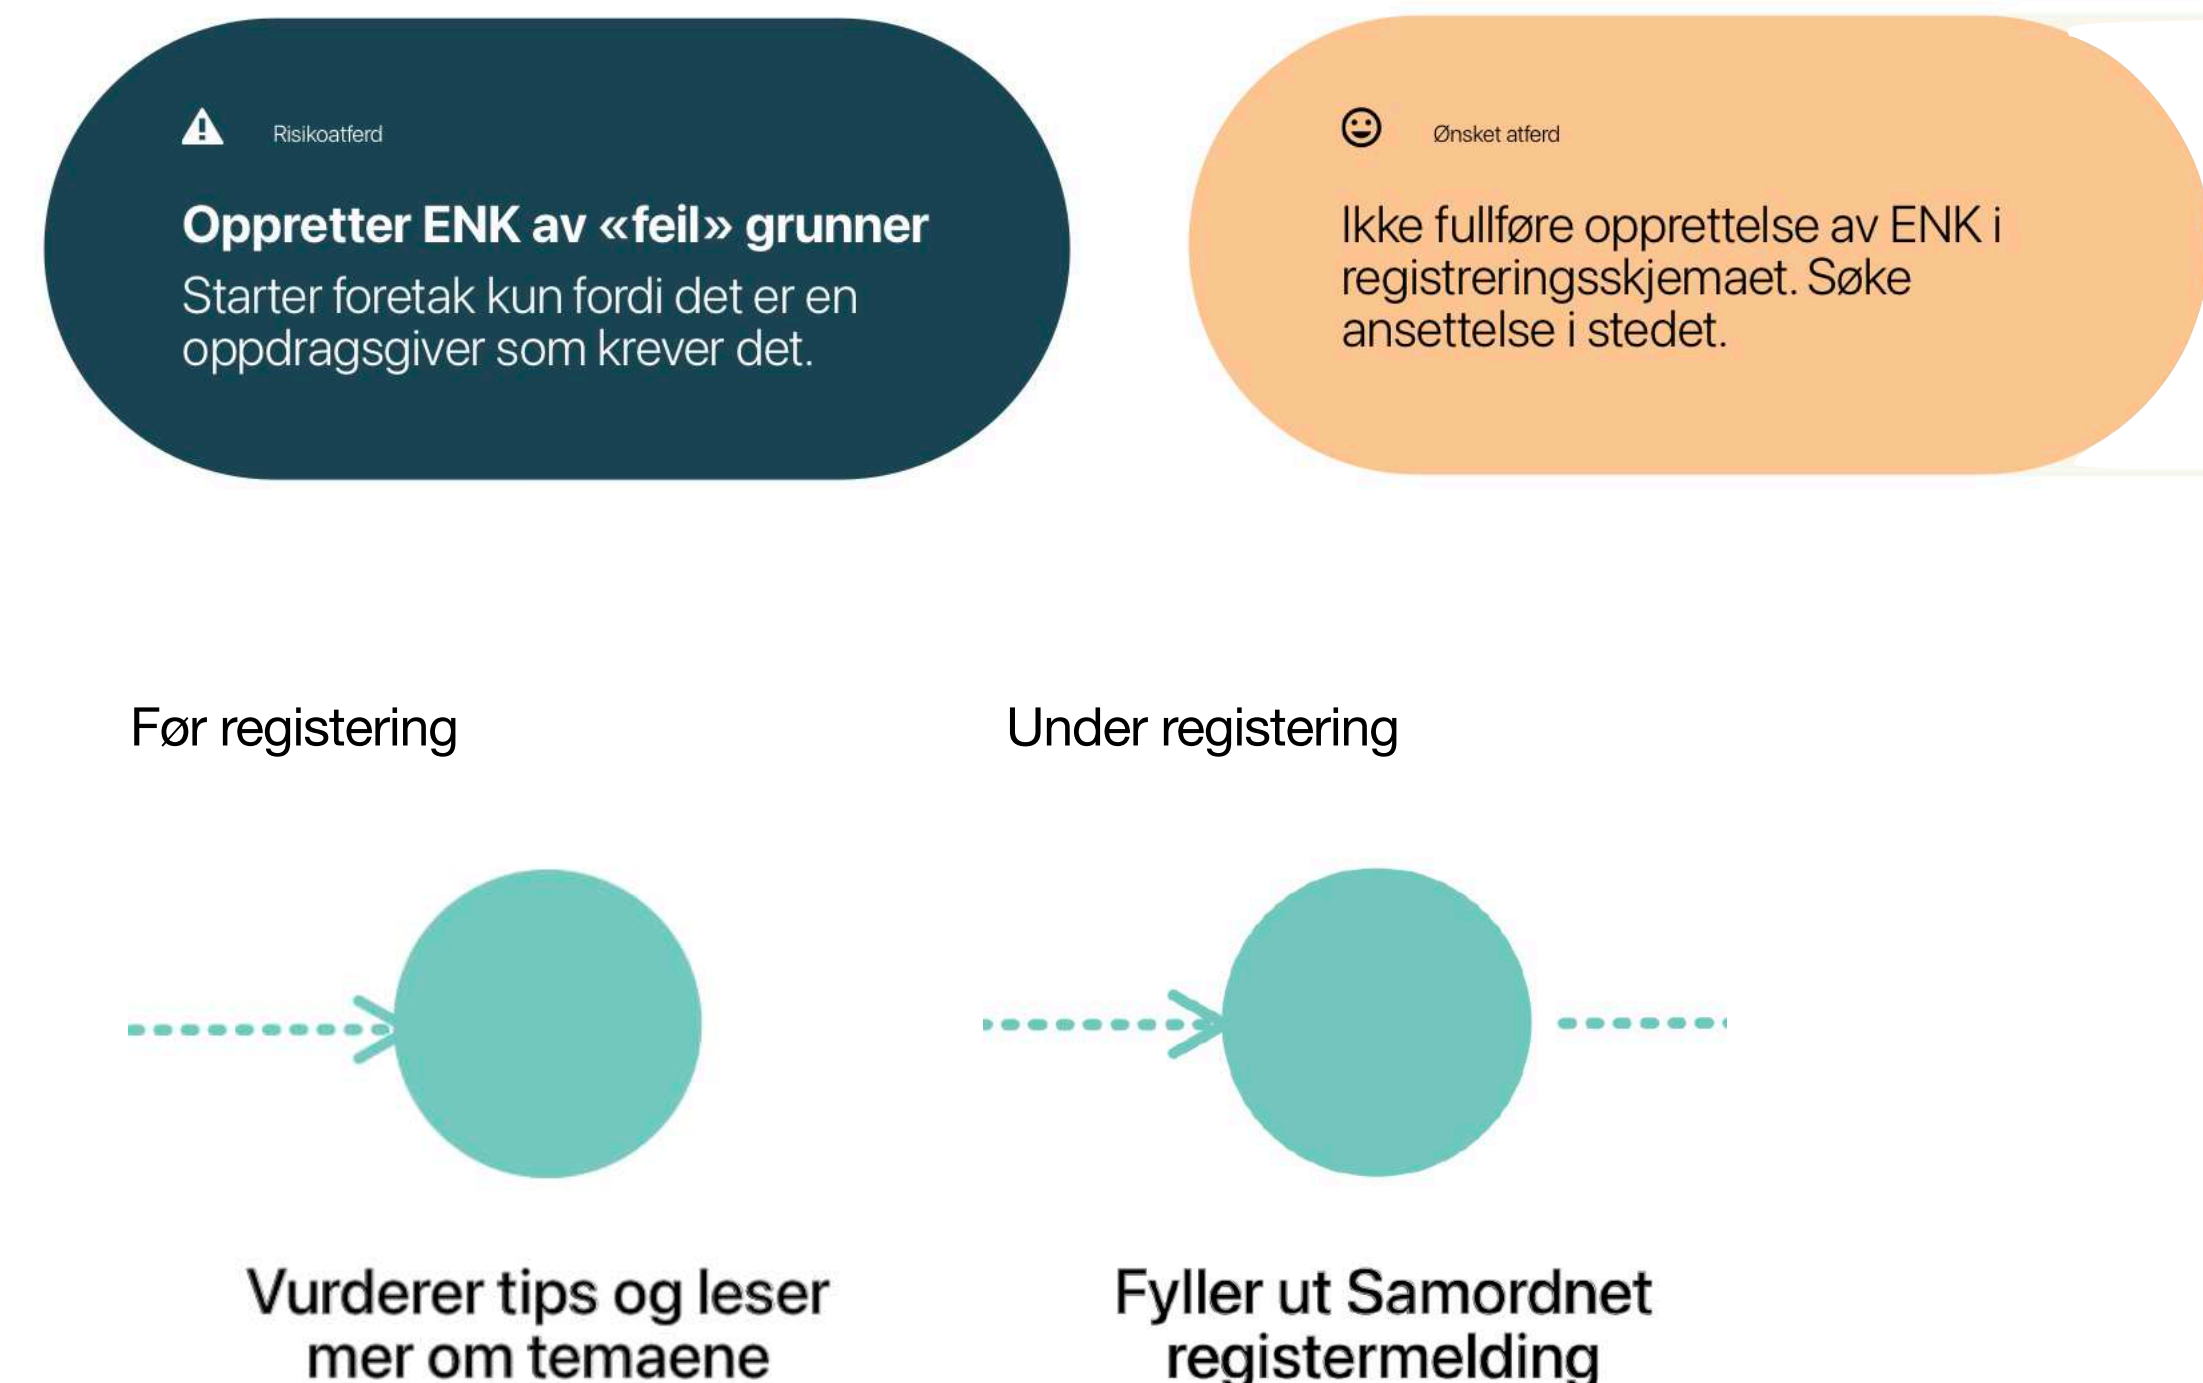 Risikoatferd
Oppretter ENK av «feil» grunner
Starter foretak kun fordi det er en
oppdragsgiver som krever det.
Ønsket atferd
Ikke fullføre opprettelse av ENK i
registreringsskjemaet. Søke
ansettelse i stedet.
Før registering
Under registering
Vurderer tips og leser
mer om temaene
Fyller ut Samordnet
registermelding